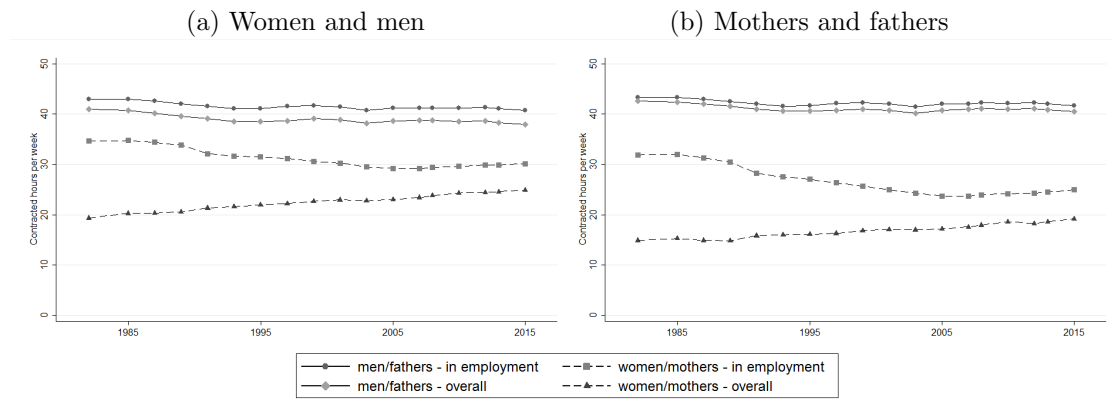 (a) Women and men
(b) Mothers and fathers
Contracted hours per week
50
40
30
20
10
0
1985 1995 2005 2015
Contracted hours per week
50
40
30
20
10
0
1985 1995 2005 2015
men/fathers - in employment
women/mothers - in employment
men/fathers - overall
women/mothers - overall